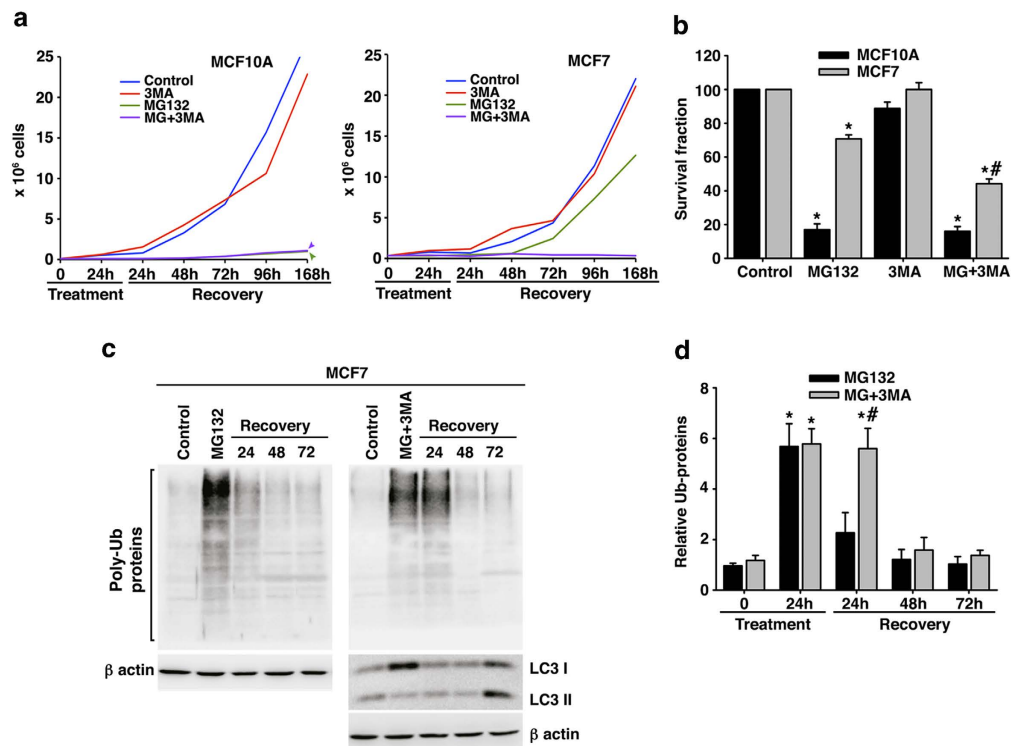 a
MCF10A
25
20
15
10
5
0
x 10⁶ cells
Control
3MA
MG132
MG+3MA
0 24h 24h 48h 72h 96h 168h
Treatment Recovery
MCF7
25
20
15
10
5
0
x 10⁶ cells
Control
3MA
MG132
MG+3MA
0 24h 24h 48h 72h 96h 168h
Treatment Recovery
b
MCF10A
MCF7
120
100
80
60
40
20
0
Survival fraction
* * * *#
Control MG132 3MA MG+3MA
c
MCF7
Control MG132 Recovery
24 48 72
Control MG+3MA Recovery
24 48 72
Poly-Ub
proteins
β actin
LC3 I
LC3 II
β actin
d
MG132
MG+3MA
8
6
4
2
0
Relative Ub-proteins
* * *#
0 24h 24h 48h 72h
Treatment Recovery